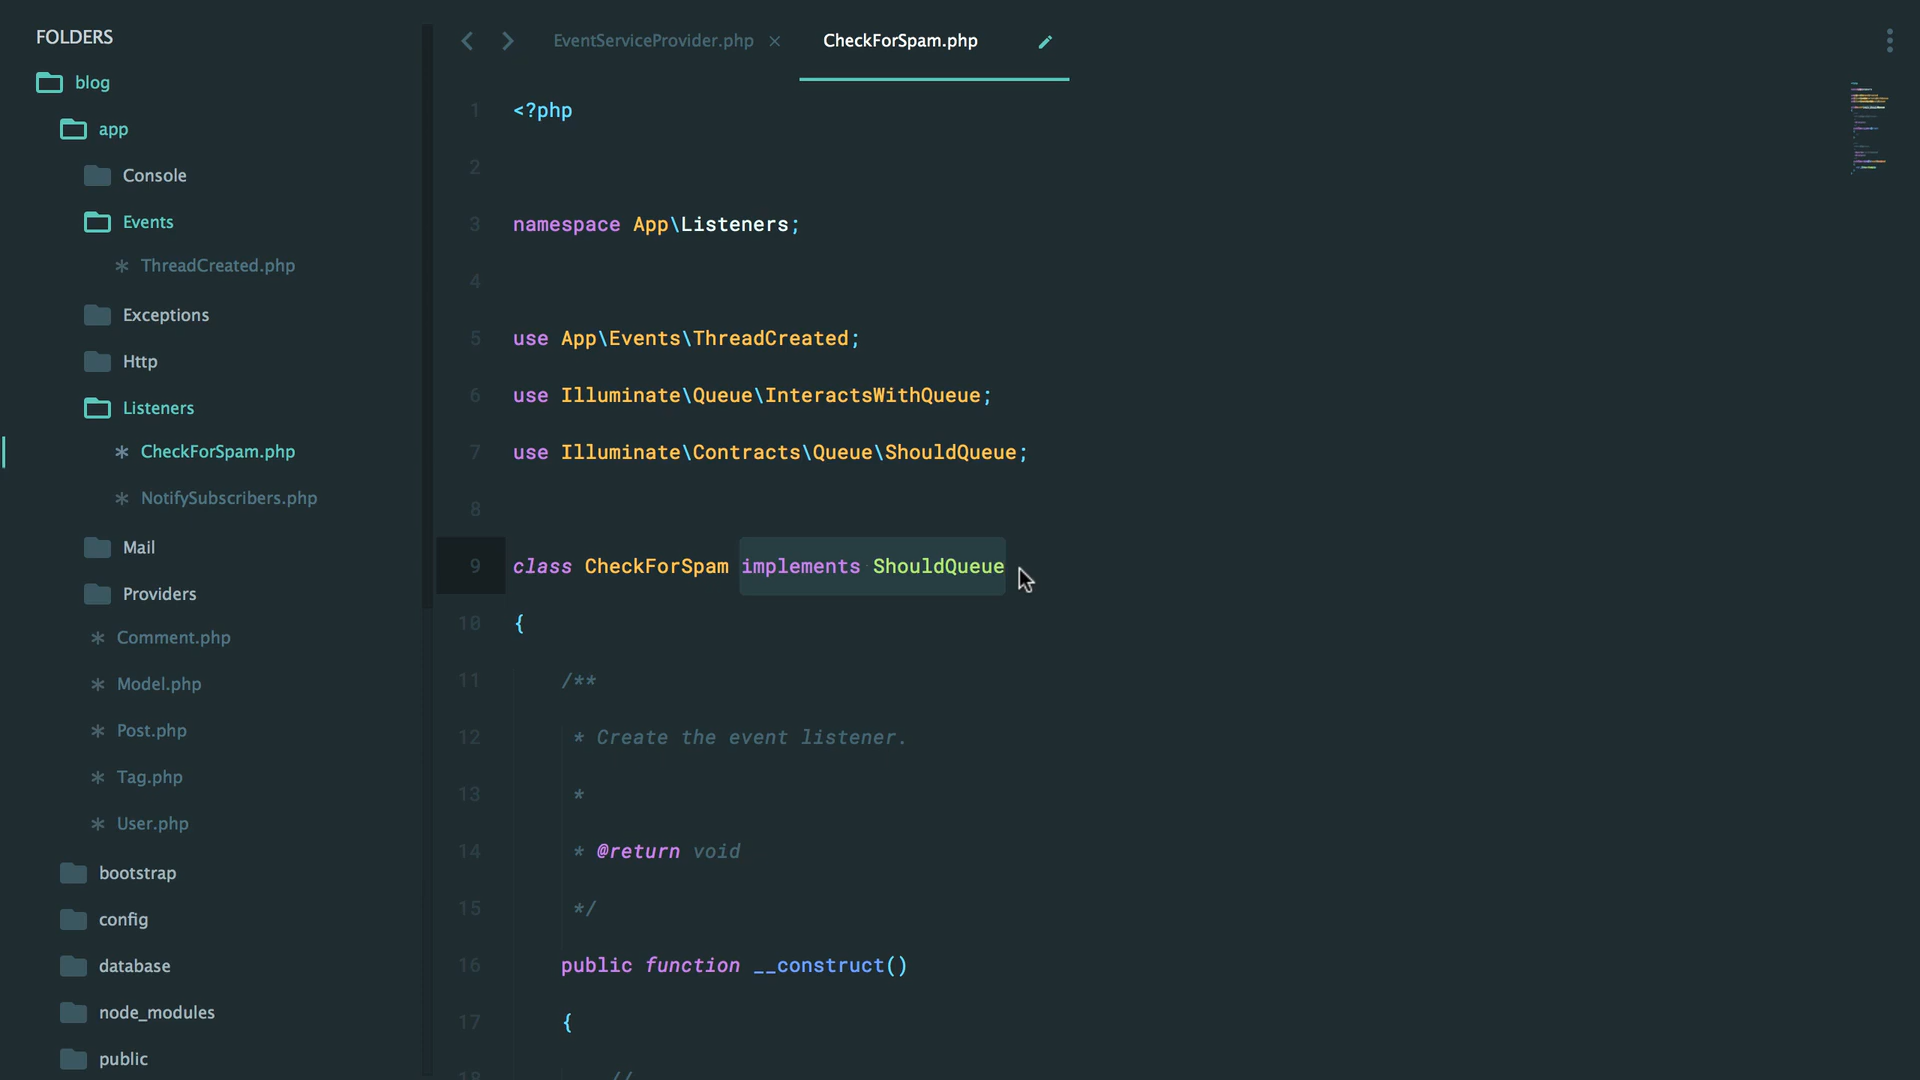 FOLDERS
blog
app
Console
Events
ThreadCreated.php
Exceptions
Http
Listeners
CheckForSpam.php
NotifySubscribers.php
Mail
Providers
Comment.php
Model.php
Post.php
Tag.php
User.php
bootstrap
config
database
node_modules
public
EventServiceProvider.php × CheckForSpam.php
1 <?php
2
3 namespace App\Listeners;
4
5 use App\Events\ThreadCreated;
6 use Illuminate\Queue\InteractsWithQueue;
7 use Illuminate\Contracts\Queue\ShouldQueue;
8
9 class CheckForSpam implements ShouldQueue
10 {
11 /**
12 * Create the event listener.
13 *
14 * @return void
15 */
16 public function __construct()
17 {
18 //